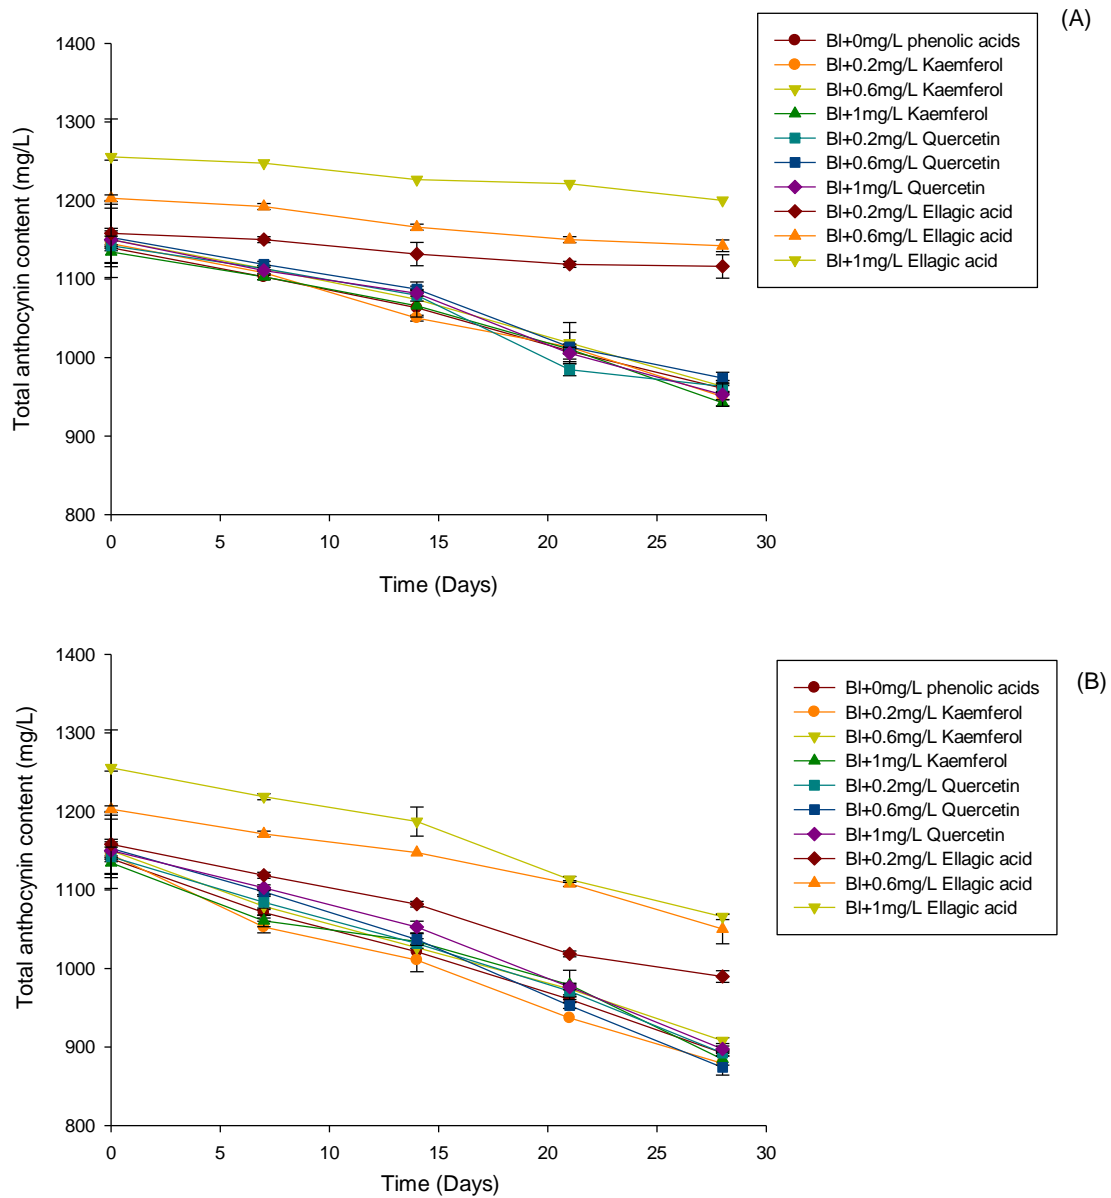 (A)
1400
1300
1200
1100
1000
900
800
0 5 10 15 20 25 30
Total anthocynin content (mg/L)
Time (Days)
Bl+0mg/L phenolic acids
Bl+0.2mg/L Kaemferol
Bl+0.6mg/L Kaemferol
Bl+1mg/L Kaemferol
Bl+0.2mg/L Quercetin
Bl+0.6mg/L Quercetin
Bl+1mg/L Quercetin
Bl+0.2mg/L Ellagic acid
Bl+0.6mg/L Ellagic acid
Bl+1mg/L Ellagic acid
(B)
1400
1300
1200
1100
1000
900
800
0 5 10 15 20 25 30
Total anthocynin content (mg/L)
Time (Days)
Bl+0mg/L phenolic acids
Bl+0.2mg/L Kaemferol
Bl+0.6mg/L Kaemferol
Bl+1mg/L Kaemferol
Bl+0.2mg/L Quercetin
Bl+0.6mg/L Quercetin
Bl+1mg/L Quercetin
Bl+0.2mg/L Ellagic acid
Bl+0.6mg/L Ellagic acid
Bl+1mg/L Ellagic acid